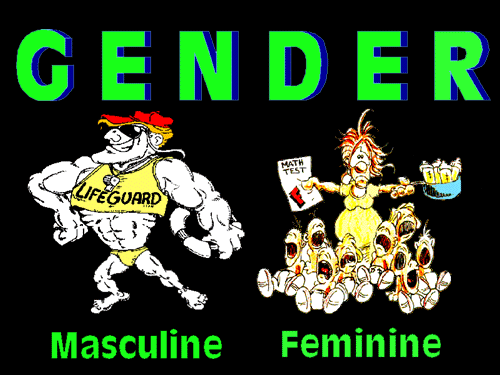 GENDER
LIFEGUARD
MATH
TEST
F
Masculine
Feminine